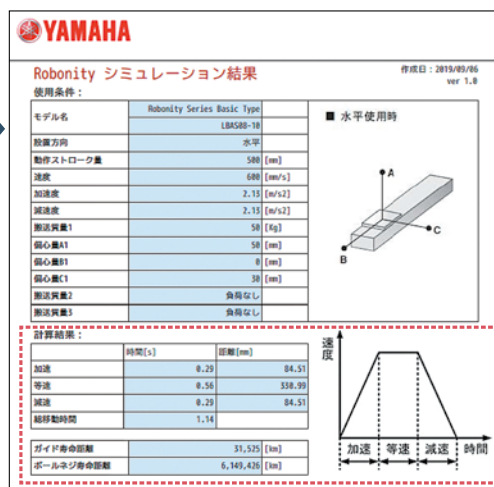 YAMAHA
Robonity シミュレーション結果
作成日：2019/09/06
ver 1.0
使用条件：
モデル名 Robonity Series Basic Type
LBAS08-10
設置方向 水平
動作ストローク量 500 [mm]
速度 600 [mm/s]
加速度 2.13 [m/s2]
減速度 2.13 [m/s2]
搬送質量1 50 [Kg]
偏心量A1 50 [mm]
偏心量B1 0 [mm]
偏心量C1 30 [mm]
搬送質量2 負荷なし
搬送質量3 負荷なし
■ 水平使用時
A
C
B
計算結果：
時間[s] 距離[mm]
加速 0.29 84.51
等速 0.56 330.99
減速 0.29 84.51
総移動時間 1.14
ガイド寿命距離 31,525 [km]
ボールネジ寿命距離 6,149,426 [km]
速度
加速 等速 減速 時間